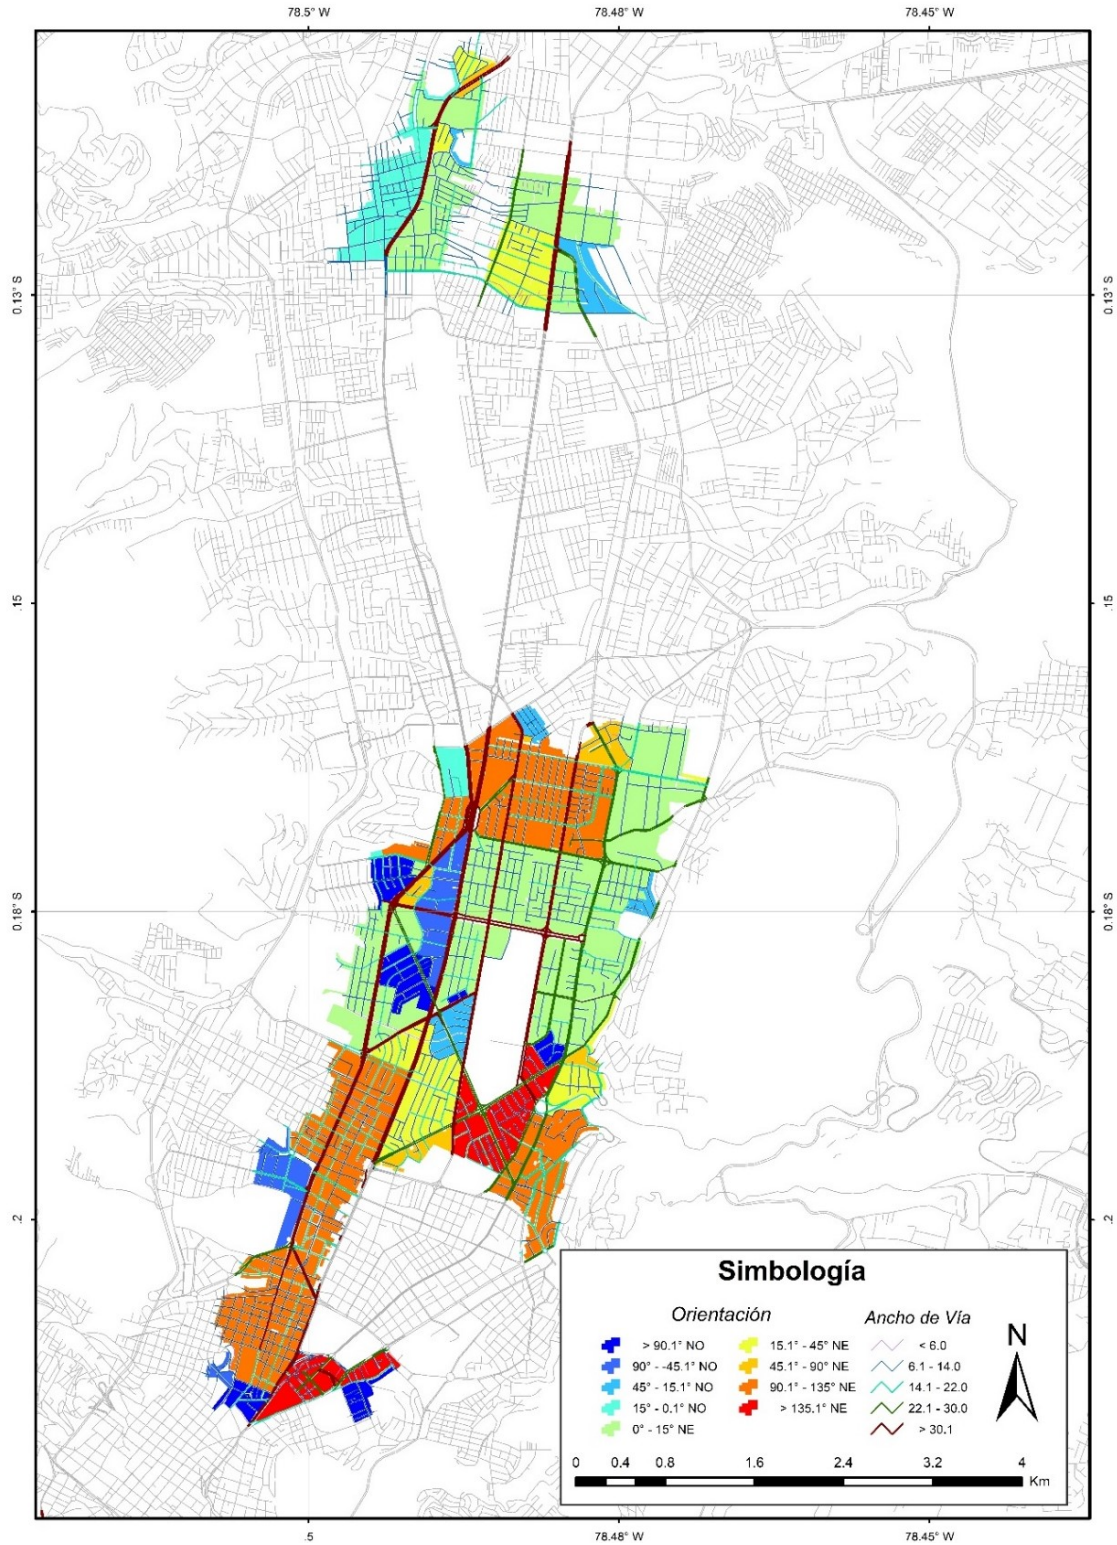 78.5° W 78.48° W 78.45° W
0.13° S 0.13° S
.15 .15
0.18° S 0.18° S
.2 .2
Simbología
Orientación Ancho de Vía
> 90.1° NO 15.1° - 45° NE < 6.0
90° - -45.1° NO 45.1° - 90° NE 6.1 - 14.0
45° - 15.1° NO 90.1° - 135° NE 14.1 - 22.0
15° - 0.1° NO > 135.1° NE 22.1 - 30.0
0° - 15° NE > 30.1
N
0 0.4 0.8 1.6 2.4 3.2 4
Km
.5 78.48° W 78.45° W